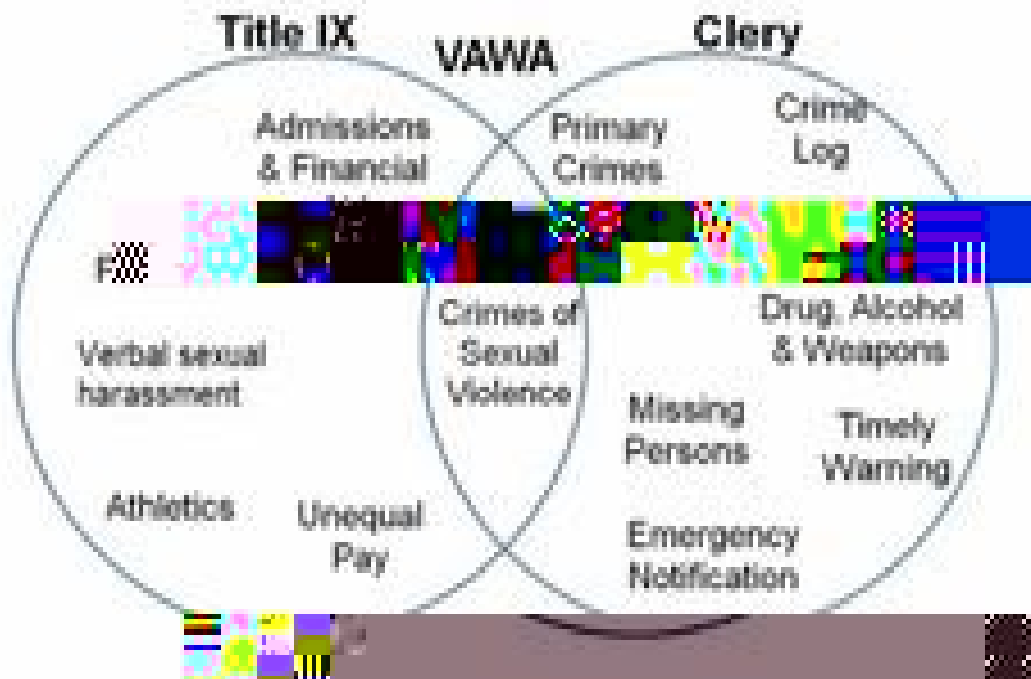 Title IX
VAWA
Clery
Admissions
& Financial
Verbal sexual
harassment
Athletics
Unequal
Pay
Crimes of
Sexual
Violence
Primary
Crimes
Crime
Log
Drug, Alcohol
& Weapons
Missing
Persons
Timely
Warning
Emergency
Notification